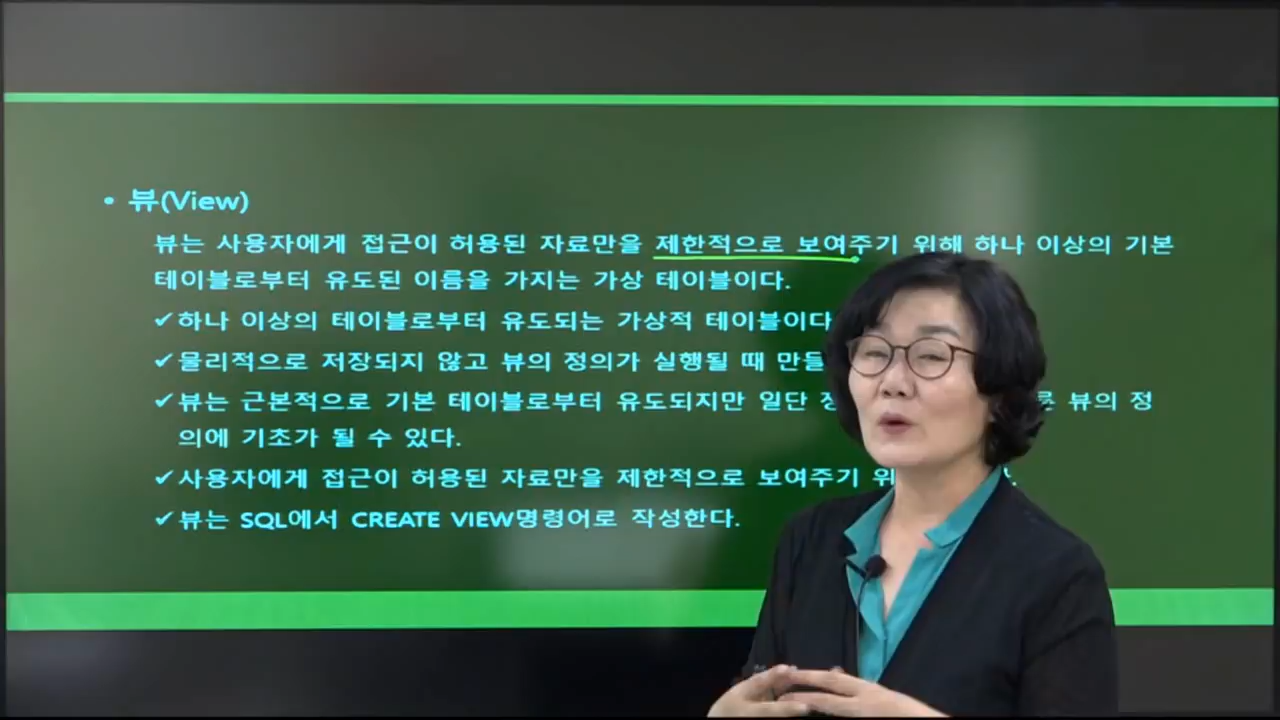 • 뷰(View)
뷰는 사용자에게 접근이 허용된 자료만을 제한적으로 보여주기 위해 하나 이상의 기본
테이블로부터 유도된 이름을 가지는 가상 테이블이다.
✔하나 이상의 테이블로부터 유도되는 가상적 테이블이다
✔물리적으로 저장되지 않고 뷰의 정의가 실행될 때
✔뷰는 근본적으로 기본 테이블로부터 유도되지만 일단 뷰의 정
의에 기초가 될 수 있다.
✔사용자에게 접근이 허용된 자료만을 제한적으로 보여주기
✔뷰는 SQL에서 CREATE VIEW명령어로 작성한다.